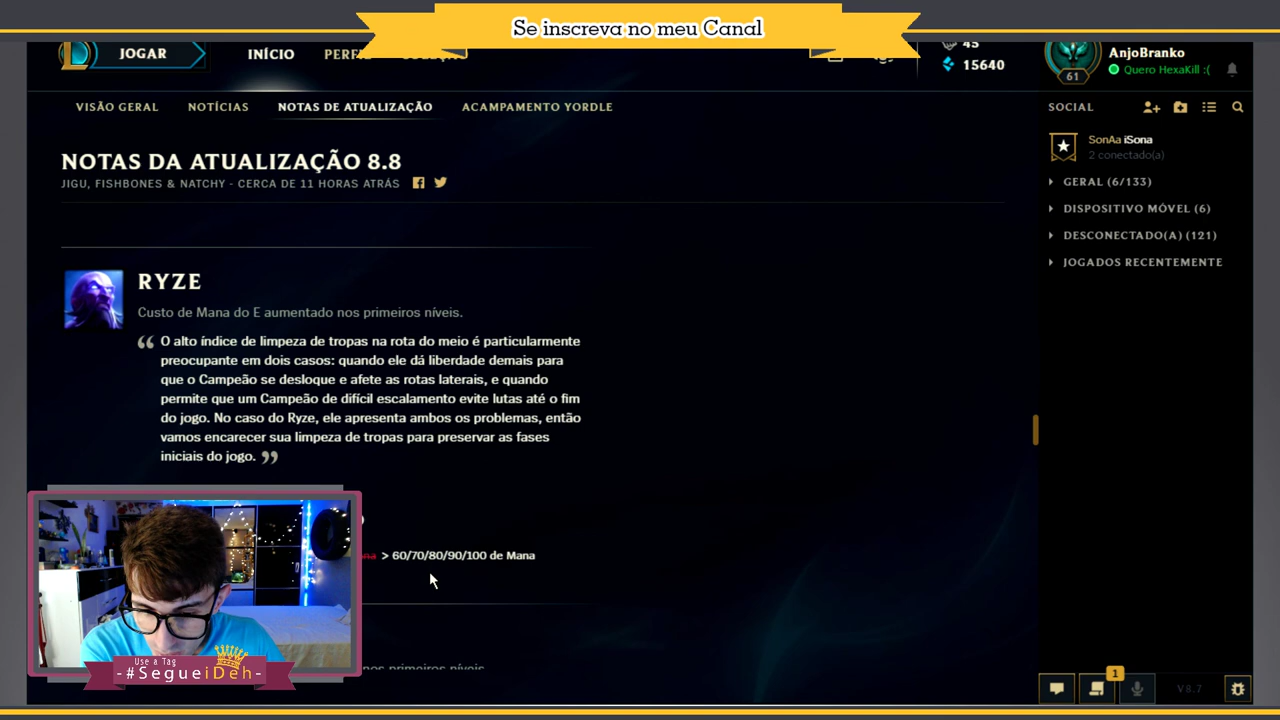 Se inscreva no meu Canal
JOGAR
INÍCIO
45
15640
AnjoBranko
61
Quero HexaKill :(
VISÃO GERAL
NOTÍCIAS
NOTAS DE ATUALIZAÇÃO
ACAMPAMENTO YORDLE
SOCIAL
NOTAS DA ATUALIZAÇÃO 8.8
JIGU, FISHBONES & NATCHY - CERCA DE 11 HORAS ATRÁS
SonAa iSona
2 conectado(a)
GERAL (6/133)
DISPOSITIVO MÓVEL (6)
DESCONECTADO(A) (121)
JOGADOS RECENTEMENTE
RYZE
Custo de Mana do E aumentado nos primeiros níveis.
“ O alto índice de limpeza de tropas na rota do meio é particularmente
preocupante em dois casos: quando ele dá liberdade demais para
que o Campeão se desloque e afete as rotas laterais, e quando
permite que um Campeão de difícil escalamento evite lutas até o fim
do jogo. No caso do Ryze, ele apresenta ambos os problemas, então
vamos encarecer sua limpeza de tropas para preservar as fases
iniciais do jogo. ”
> 60/70/80/90/100 de Mana
nos primeiros níveis
Use a Tag
-#SegueiDeh-
1
V8.7